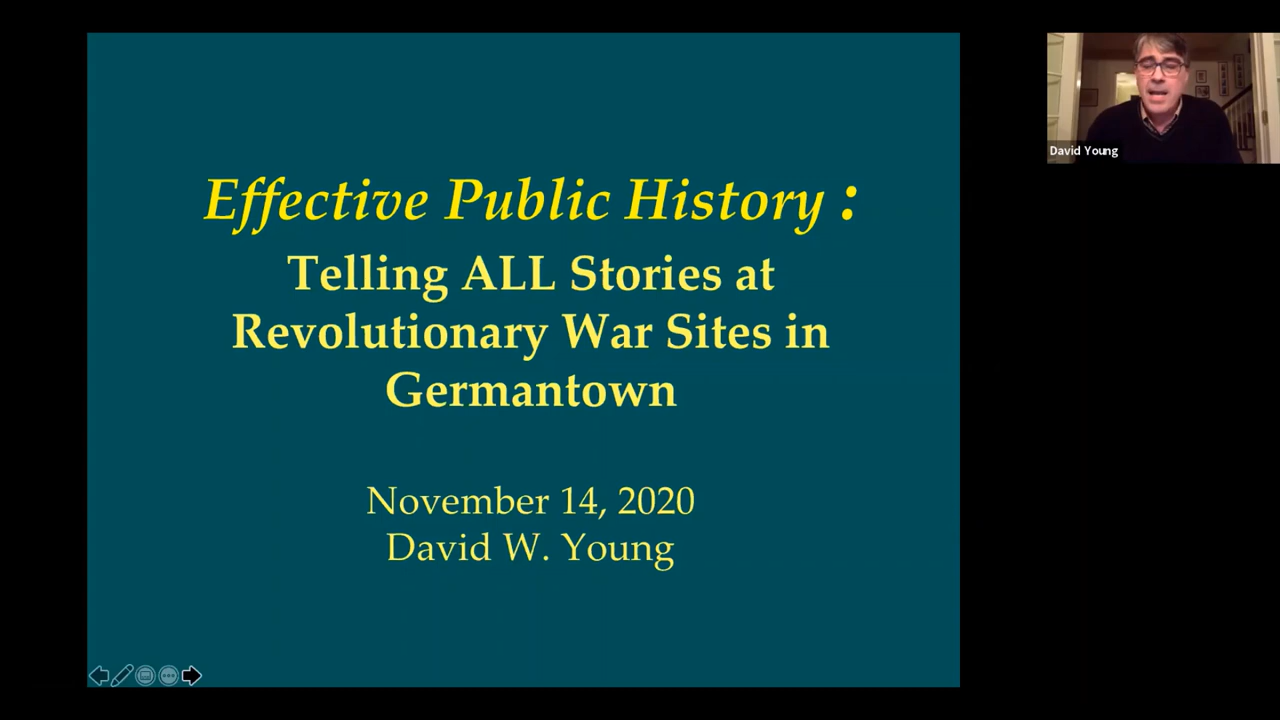 Effective Public History :
Telling ALL Stories at
Revolutionary War Sites in
Germantown
November 14, 2020
David W. Young
David Young